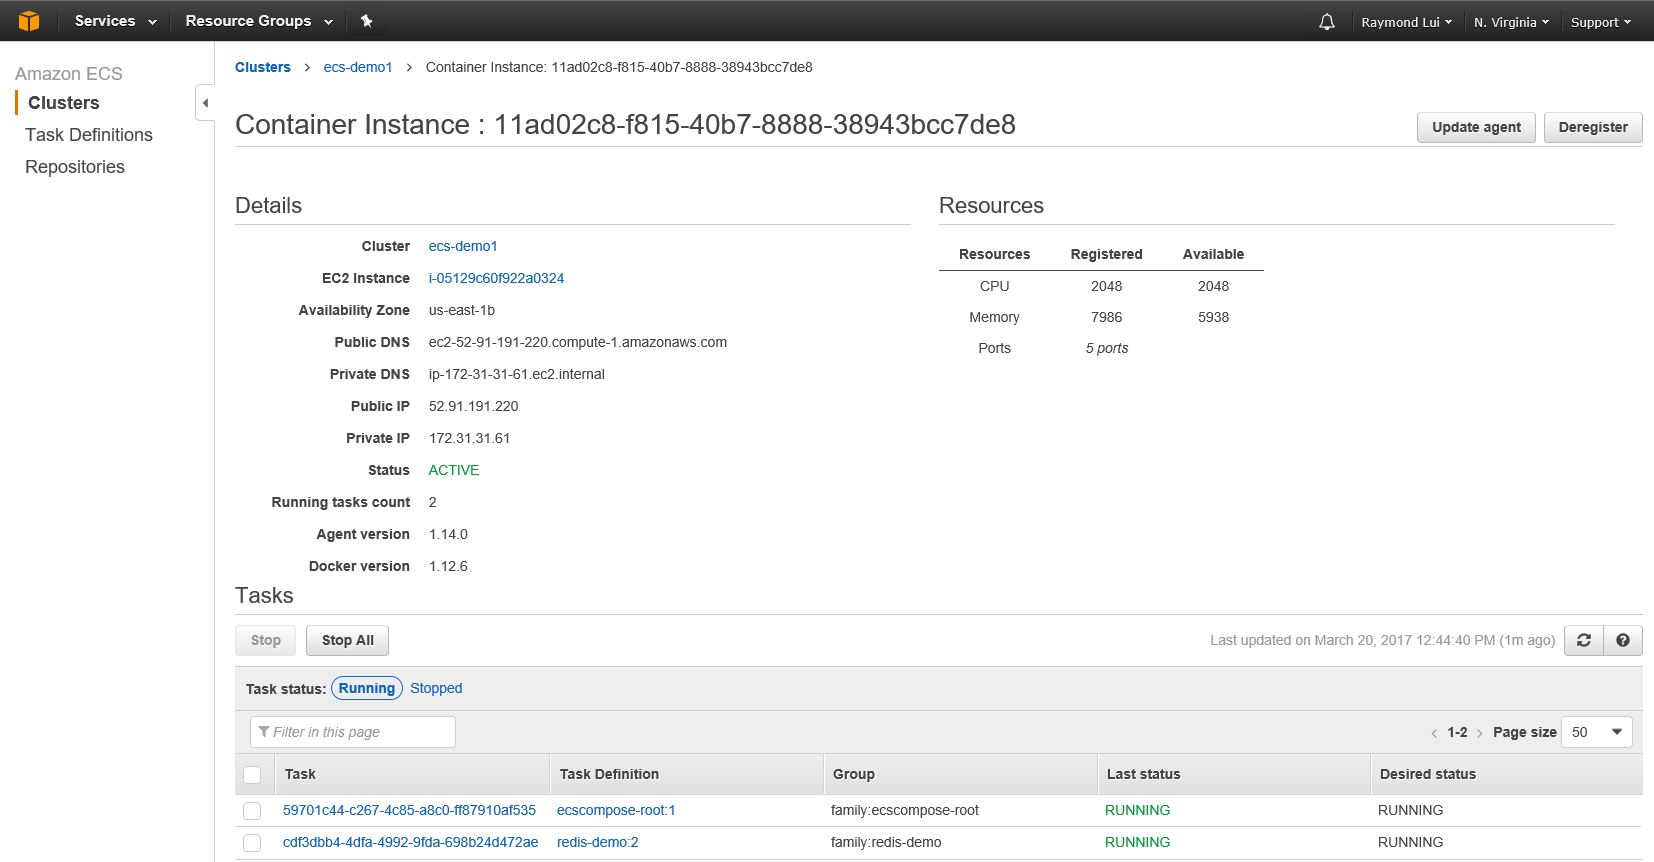 Services Resource Groups Raymond Lui N. Virginia Support
Amazon ECS
Clusters
Task Definitions
Repositories
Clusters > ecs-demo1 > Container Instance: 11ad02c8-f815-40b7-8888-38943bcc7de8
Container Instance : 11ad02c8-f815-40b7-8888-38943bcc7de8
Update agent Deregister
Details
Cluster ecs-demo1
EC2 Instance i-05129c60f922a0324
Availability Zone us-east-1b
Public DNS ec2-52-91-191-220.compute-1.amazonaws.com
Private DNS ip-172-31-31-61.ec2.internal
Public IP 52.91.191.220
Private IP 172.31.31.61
Status ACTIVE
Running tasks count 2
Agent version 1.14.0
Docker version 1.12.6
Resources
Resources Registered Available
CPU 2048 2048
Memory 7986 5938
Ports 5 ports
Tasks
Stop Stop All Last updated on March 20, 2017 12:44:40 PM (1m ago)
Task status: Running Stopped
Filter in this page < 1-2 > Page size 50
Task Task Definition Group Last status Desired status
59701c44-c267-4c85-a8c0-ff87910af535 ecscompose-root:1 family:ecscompose-root RUNNING RUNNING
cdf3dbb4-4dfa-4992-9fda-698b24d472ae redis-demo:2 family:redis-demo RUNNING RUNNING